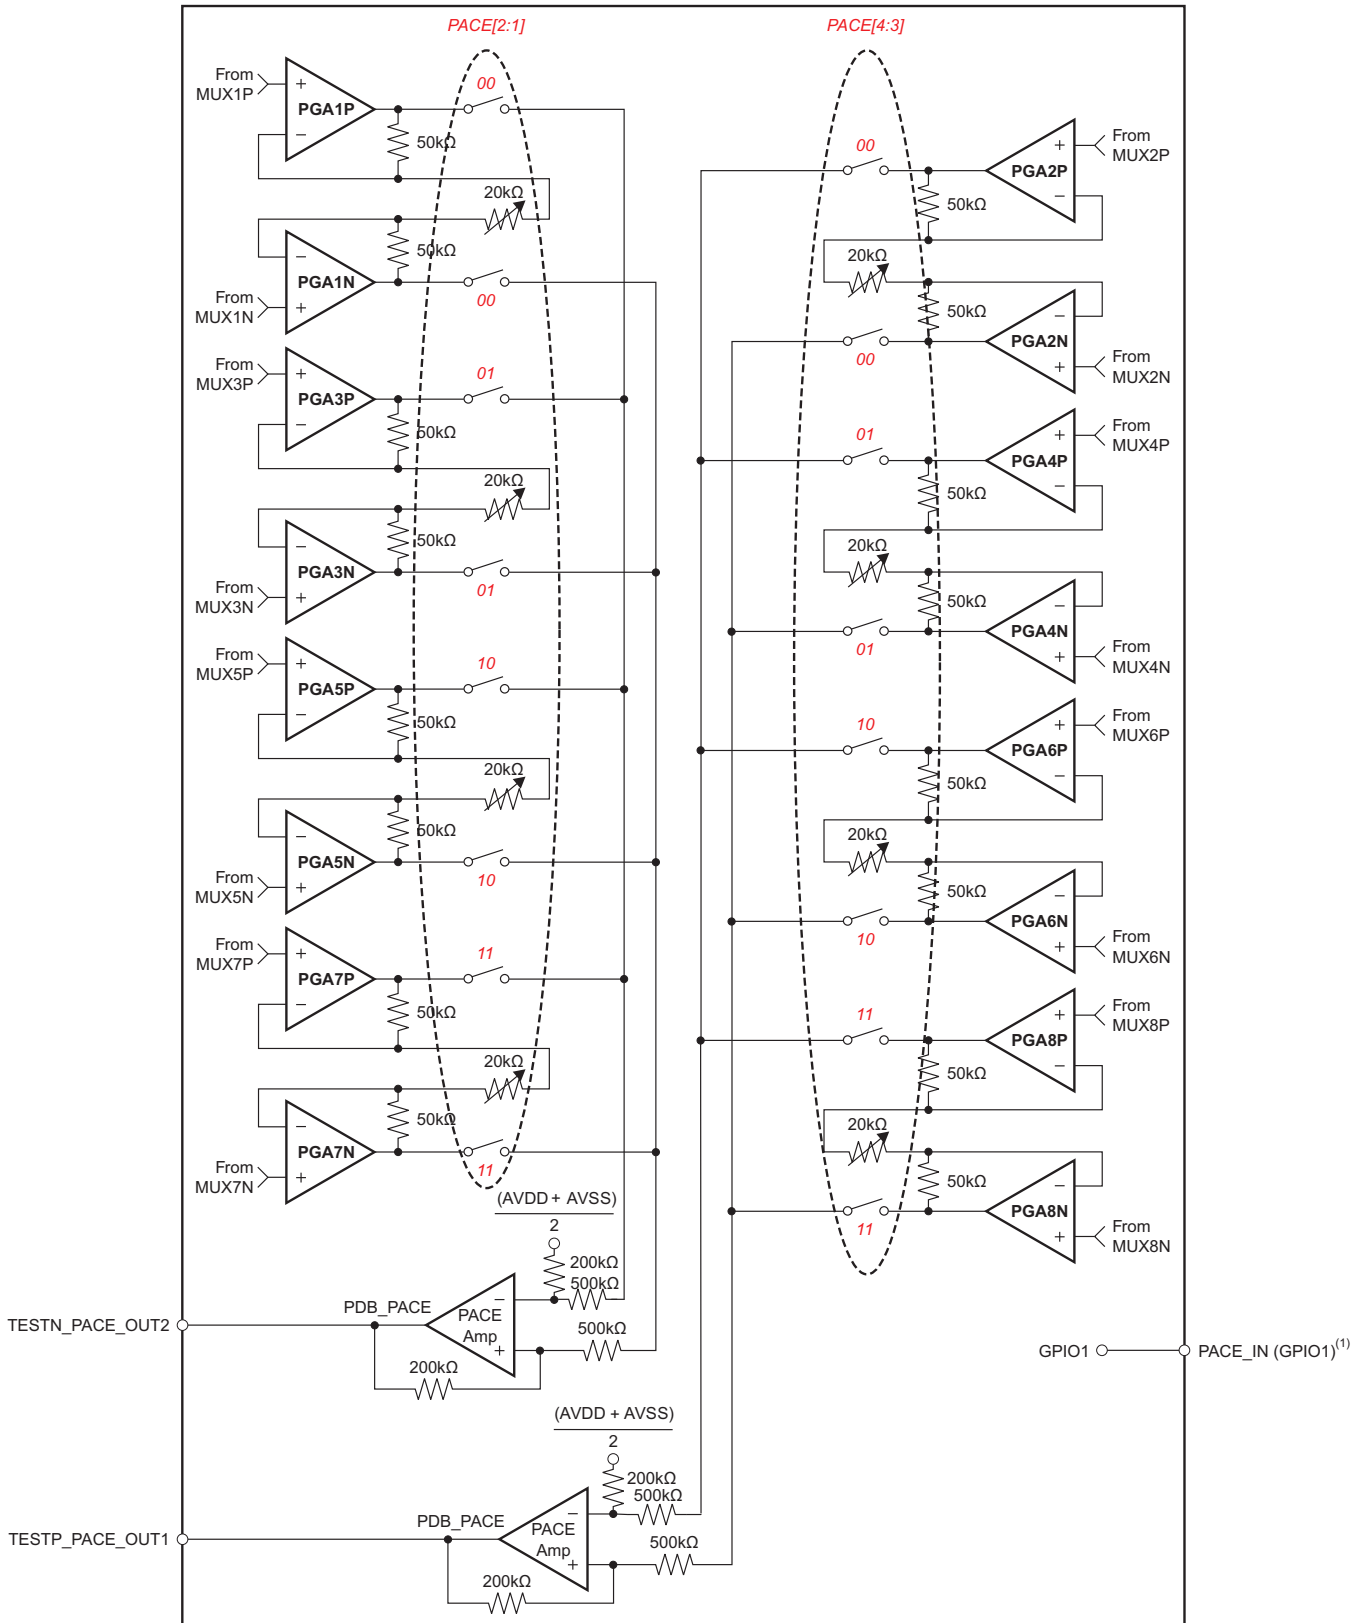 PACE[2:1]
PACE[4:3]
From
MUX1P
+
PGA1P
−
00
50kΩ
20kΩ
50kΩ
−
PGA1N
From
MUX1N
+
00
From
MUX3P
+
PGA3P
−
01
50kΩ
20kΩ
50kΩ
−
PGA3N
From
MUX3N
+
01
From
MUX5P
+
PGA5P
−
10
50kΩ
20kΩ
50kΩ
−
PGA5N
From
MUX5N
+
10
From
MUX7P
+
PGA7P
−
11
50kΩ
20kΩ
50kΩ
−
PGA7N
From
MUX7N
+
11
00
+
PGA2P
−
From
MUX2P
50kΩ
20kΩ
50kΩ
−
PGA2N
+
From
MUX2N
00
01
+
PGA4P
−
From
MUX4P
50kΩ
20kΩ
50kΩ
−
PGA4N
+
From
MUX4N
01
10
+
PGA6P
−
From
MUX6P
50kΩ
20kΩ
50kΩ
−
PGA6N
+
From
MUX6N
10
11
+
PGA8P
−
From
MUX8P
50kΩ
20kΩ
50kΩ
−
PGA8N
+
From
MUX8N
11
(AVDD + AVSS)
2
200kΩ
500kΩ
TESTN_PACE_OUT2
PDB_PACE
−
PACE
Amp
+
500kΩ
200kΩ
GPIO1
PACE_IN (GPIO1)(1)
(AVDD + AVSS)
2
200kΩ
500kΩ
TESTP_PACE_OUT1
PDB_PACE
−
PACE
Amp
+
500kΩ
200kΩ